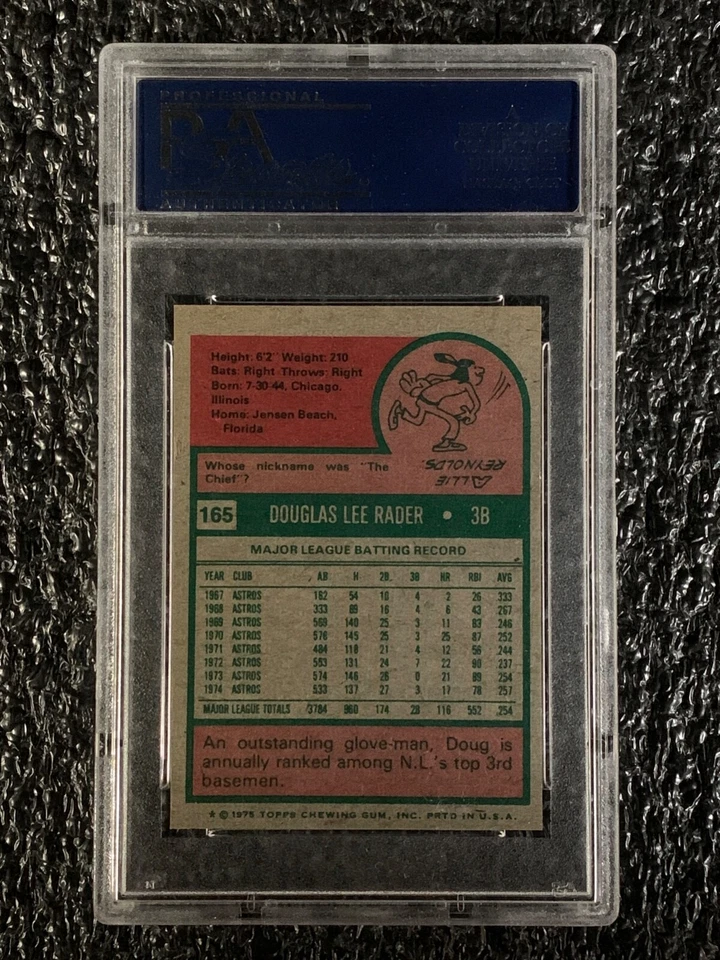 PROFESSIONAL
PSA
Height: 6'2" Weight: 210
Bats: Right Throws: Right
Born: 7-30-44, Chicago,
Illinois
Home: Jensen Beach,
Florida
Whose nickname was "The
Chief"?
ALLIE
REYNOLDS.
165 DOUGLAS LEE RADER • 3B
MAJOR LEAGUE BATTING RECORD
YEAR CLUB AB H 2B 3B HR RBI AVG
1967 ASTROS 162 54 10 4 2 26 .333
1968 ASTROS 333 89 16 4 6 43 .267
1969 ASTROS 569 140 25 3 11 83 .246
1970 ASTROS 576 145 25 3 25 87 .252
1971 ASTROS 484 118 21 4 12 56 .244
1972 ASTROS 553 131 24 7 22 90 .237
1973 ASTROS 574 146 26 0 21 89 .254
1974 ASTROS 533 137 27 3 17 78 .257
MAJOR LEAGUE TOTALS 3784 960 174 28 116 552 .254
An outstanding glove-man, Doug is
annually ranked among N.L.'s top 3rd
basemen.
★ © 1975 TOPPS CHEWING GUM, INC. PRTD IN U.S.A.